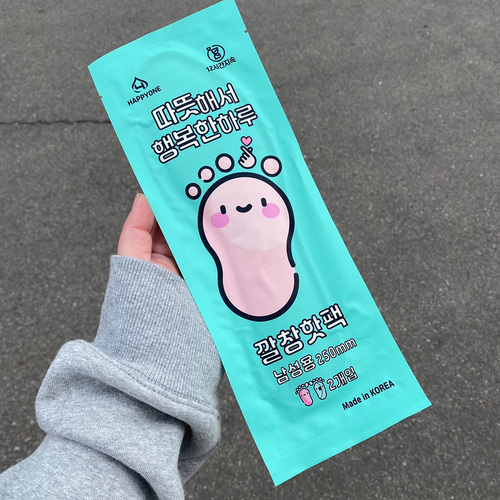 HAPPYONE
12시간지속
따뜻해서
행복한하루
깔창핫팩
남성용 250mm
2개입
Made in KOREA